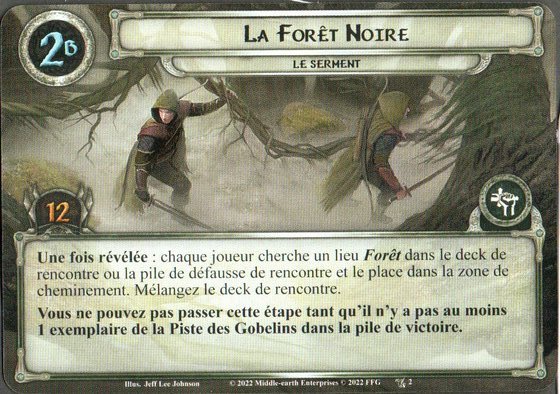 2B
LA FORÊT NOIRE
LE SERMENT
12
Une fois révélée : chaque joueur cherche un lieu Forêt dans le deck de
rencontre ou la pile de défausse de rencontre et le place dans la zone de
cheminement. Mélangez le deck de rencontre.
Vous ne pouvez pas passer cette étape tant qu'il n'y a pas au moins
1 exemplaire de la Piste des Gobelins dans la pile de victoire.
Illus. Jeff Lee Johnson © 2022 Middle-earth Enterprises © 2022 FFG 2